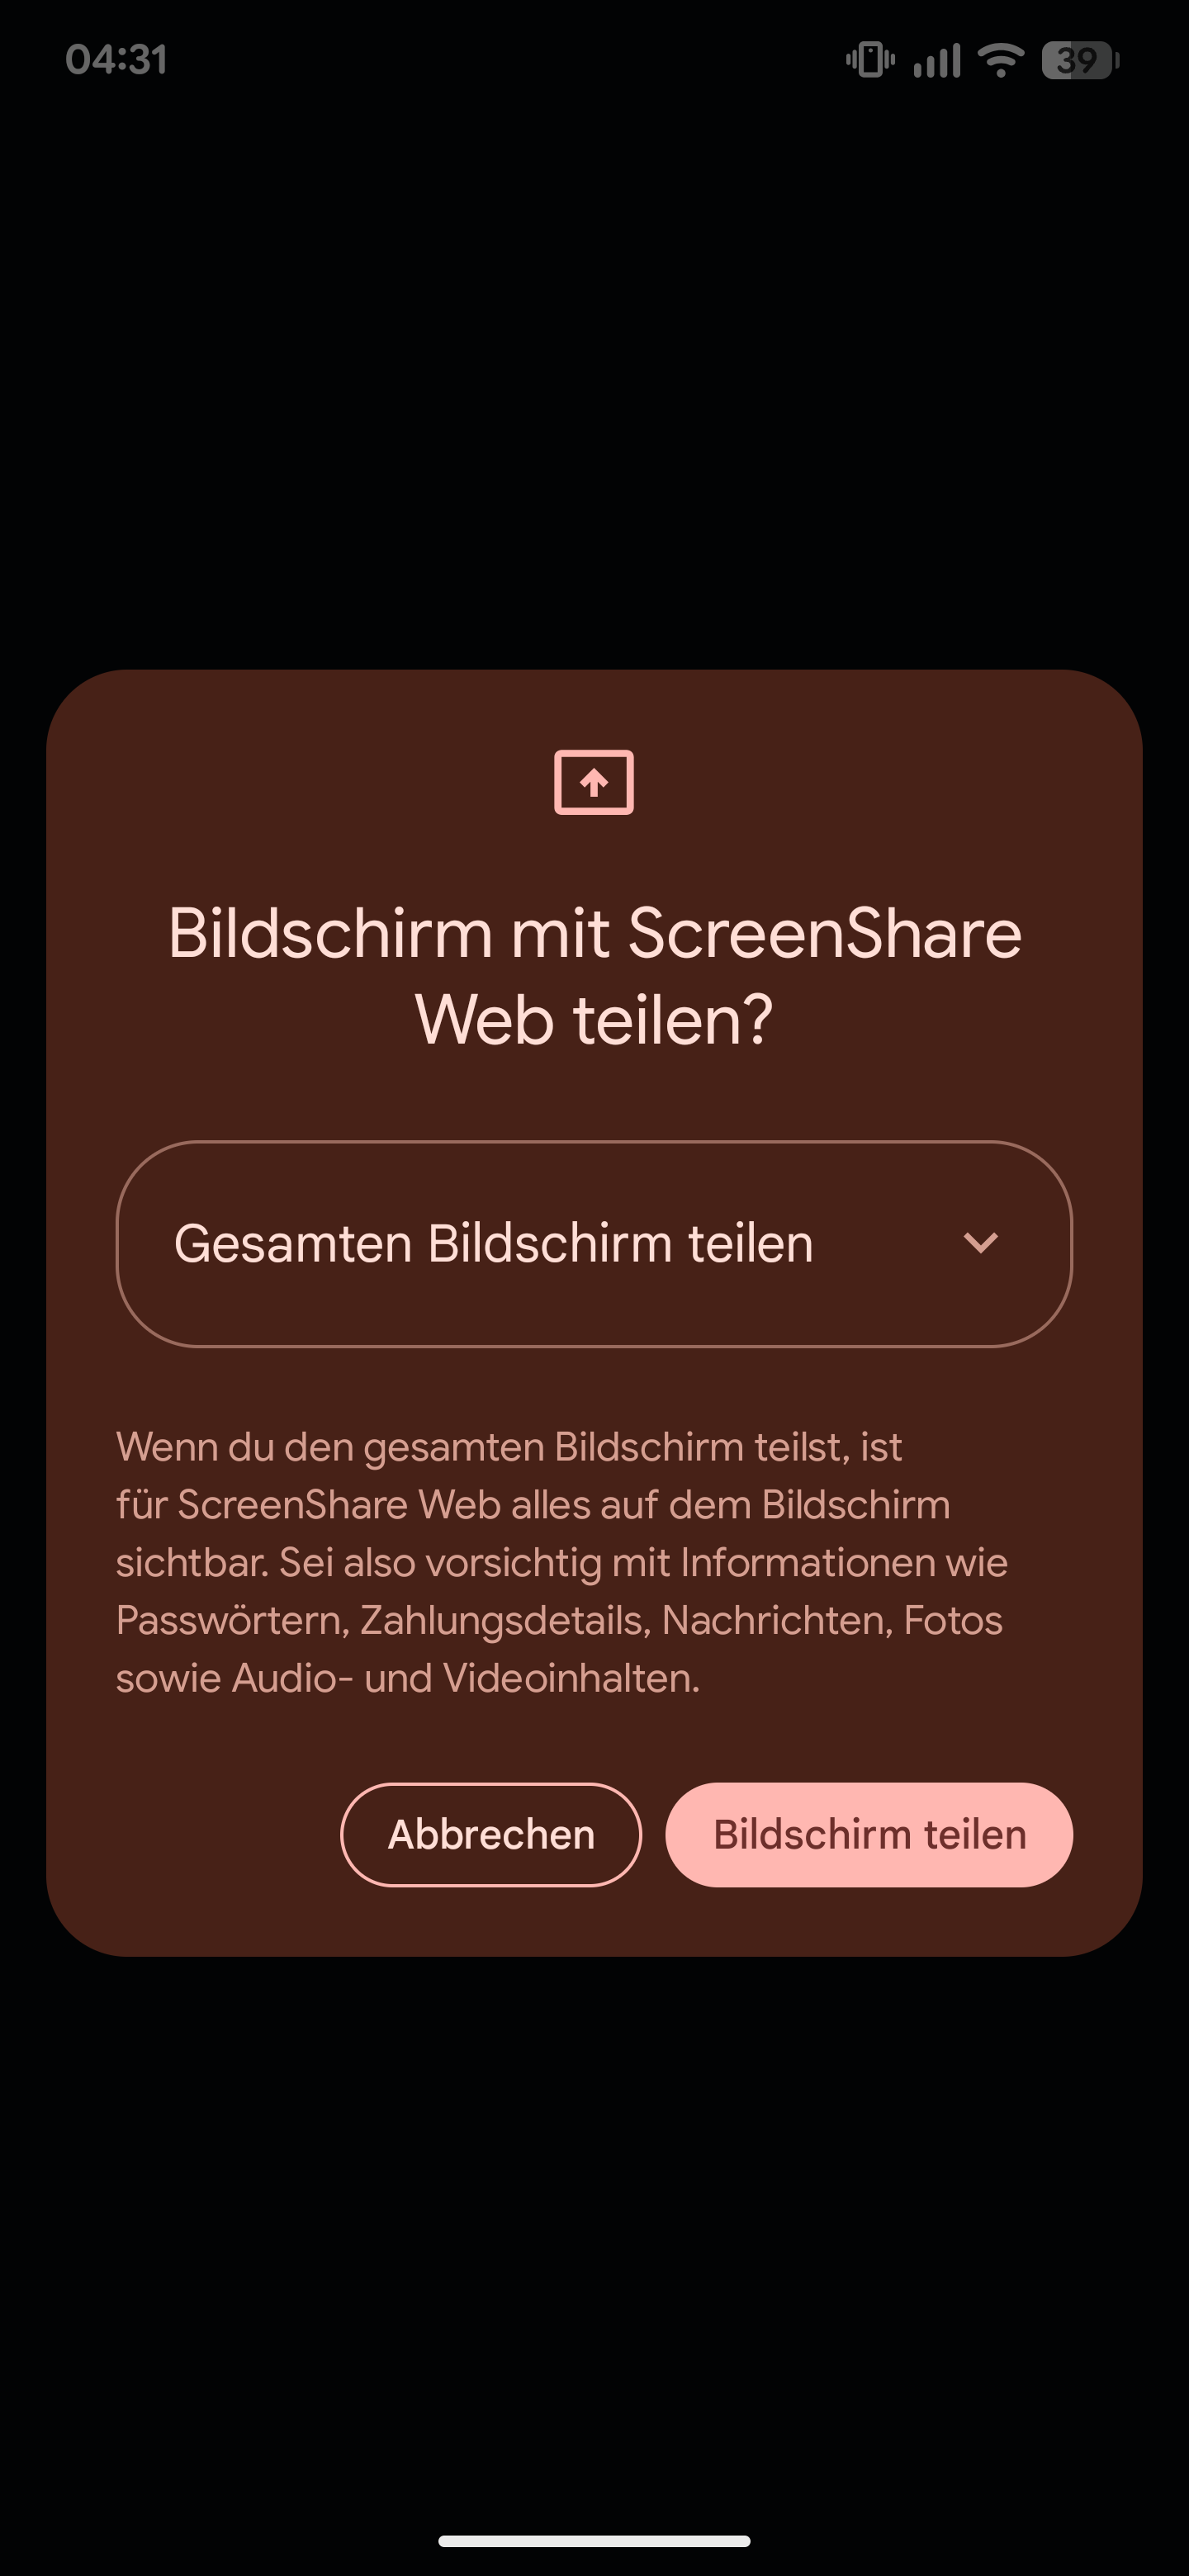 04:31
39
Bildschirm mit ScreenShare
Web teilen?
Gesamten Bildschirm teilen
Wenn du den gesamten Bildschirm teilst, ist
für ScreenShare Web alles auf dem Bildschirm
sichtbar. Sei also vorsichtig mit Informationen wie
Passwörtern, Zahlungsdetails, Nachrichten, Fotos
sowie Audio- und Videoinhalten.
Abbrechen
Bildschirm teilen